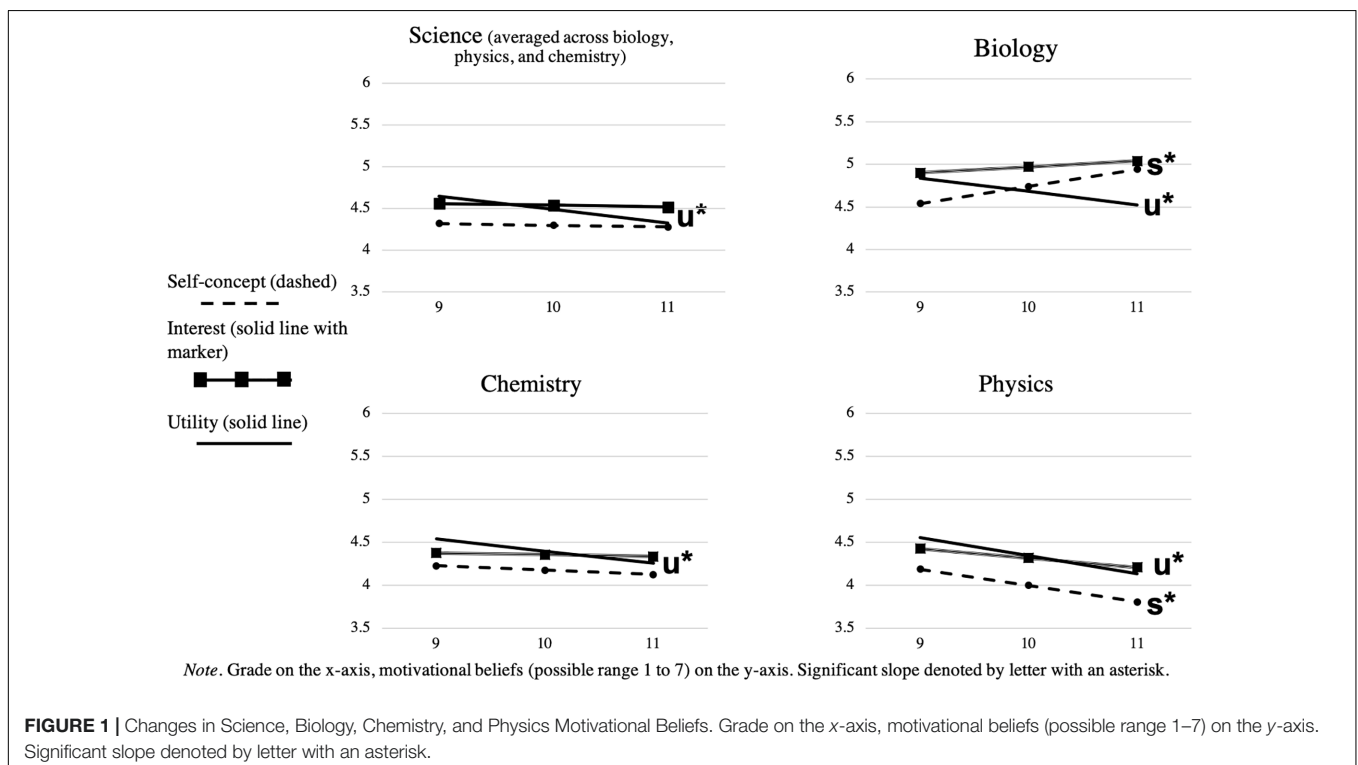 Science (averaged across biology,
physics, and chemistry)
6
5.5
5
4.5
4
3.5
9
10
11
u*
Biology
6
5.5
5
4.5
4
3.5
9
10
11
s*
u*
Self-concept (dashed)
Interest (solid line with
marker)
Utility (solid line)
Chemistry
6
5.5
5
4.5
4
3.5
9
10
11
u*
Physics
6
5.5
5
4.5
4
3.5
9
10
11
u*
s*
Note. Grade on the x-axis, motivational beliefs (possible range 1 to 7) on the y-axis. Significant slope denoted by letter with an asterisk.
FIGURE 1 | Changes in Science, Biology, Chemistry, and Physics Motivational Beliefs. Grade on the x-axis, motivational beliefs (possible range 1–7) on the y-axis.
Significant slope denoted by letter with an asterisk.